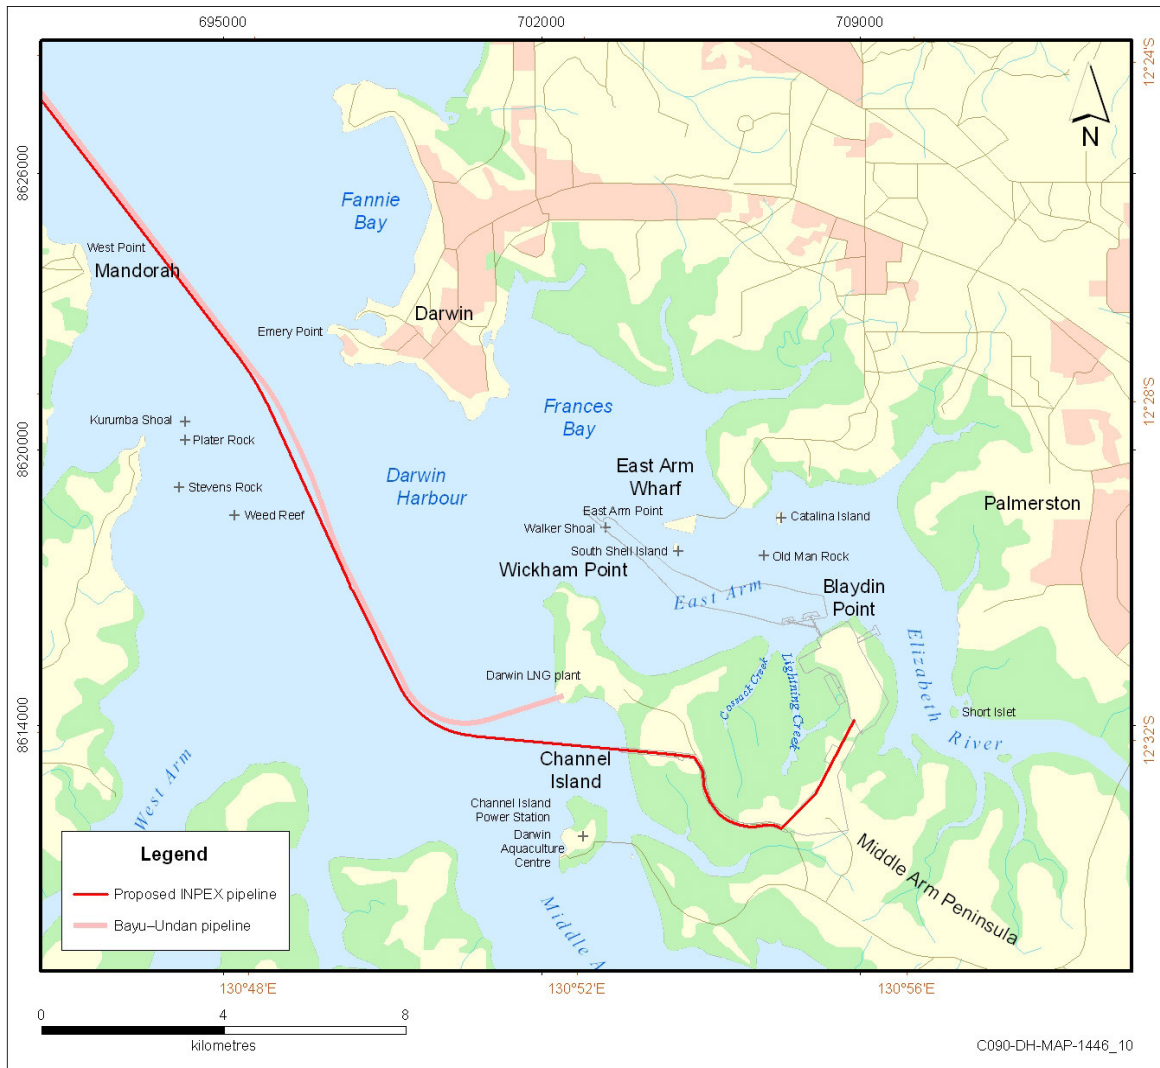 695000
702000
709000
12°24'S
N
8626000
Fannie
Bay
West Point
Mandorah
Darwin
Emery Point
12°28'S
Kurumba Shoal
Plater Rock
Frances
Bay
8620000
Darwin
Harbour
East Arm
Wharf
Stevens Rock
Weed Reef
Palmerston
East Arm Point
Walker Shoal
Catalina Island
South Shell Island
Old Man Rock
Wickham Point
East Arm
Blaydin
Point
Elizabeth
River
Cossack Creek
Lightning Creek
Darwin LNG plant
Short Islet
8614000
12°32'S
Channel
Island
West Arm
Channel Island
Power Station
Darwin
Aquaculture
Centre
Middle Arm Peninsula
Middle A
Legend
Proposed INPEX pipeline
Bayu–Undan pipeline
130°48'E
130°52'E
130°56'E
0
4
8
kilometres
C090-DH-MAP-1446_10